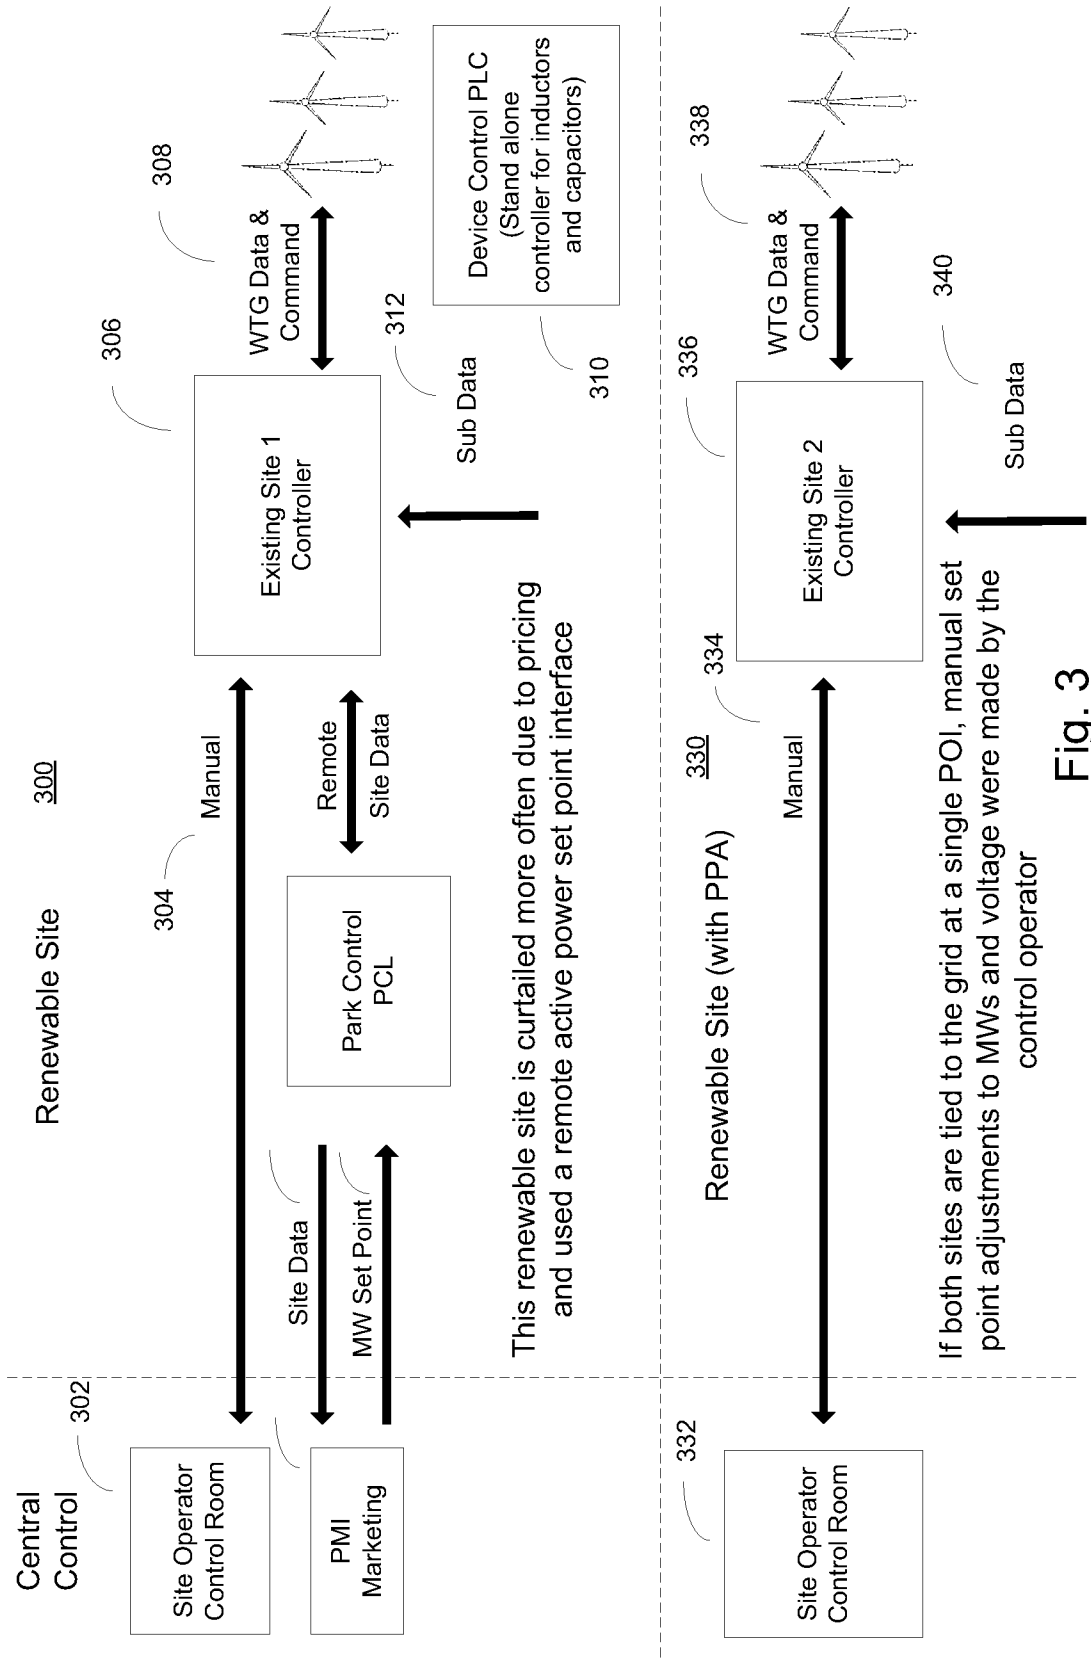 Central
Control
Renewable Site
300
302
Site Operator
Control Room
304
Manual
306
Existing Site 1
Controller
308
WTG Data &
Command
PMI
Marketing
Site Data
MW Set Point
Park Control
PCL
Remote
Site Data
312
Sub Data
310
Device Control PLC
(Stand alone
controller for inductors
and capacitors)
This renewable site is curtailed more often due to pricing
and used a remote active power set point interface
Renewable Site (with PPA)
330
332
Site Operator
Control Room
334
Manual
336
Existing Site 2
Controller
338
WTG Data &
Command
340
Sub Data
If both sites are tied to the grid at a single POI, manual set
point adjustments to MWs and voltage were made by the
control operator
Fig. 3